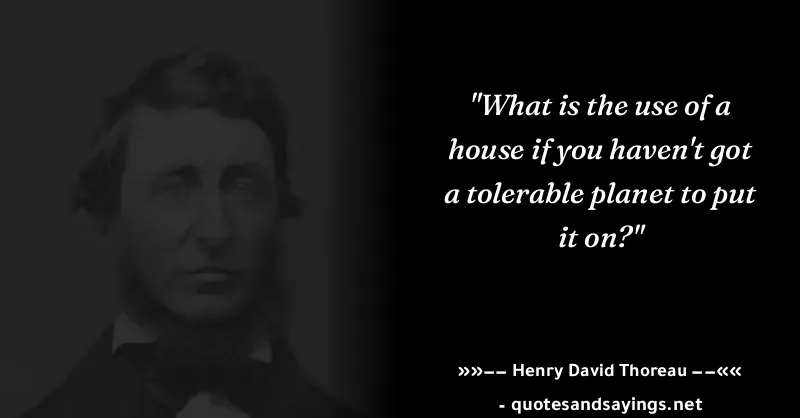 "What is the use of a
house if you haven't got
a tolerable planet to put
it on?"
»»−− Henry David Thoreau −−««
- quotesandsayings.net